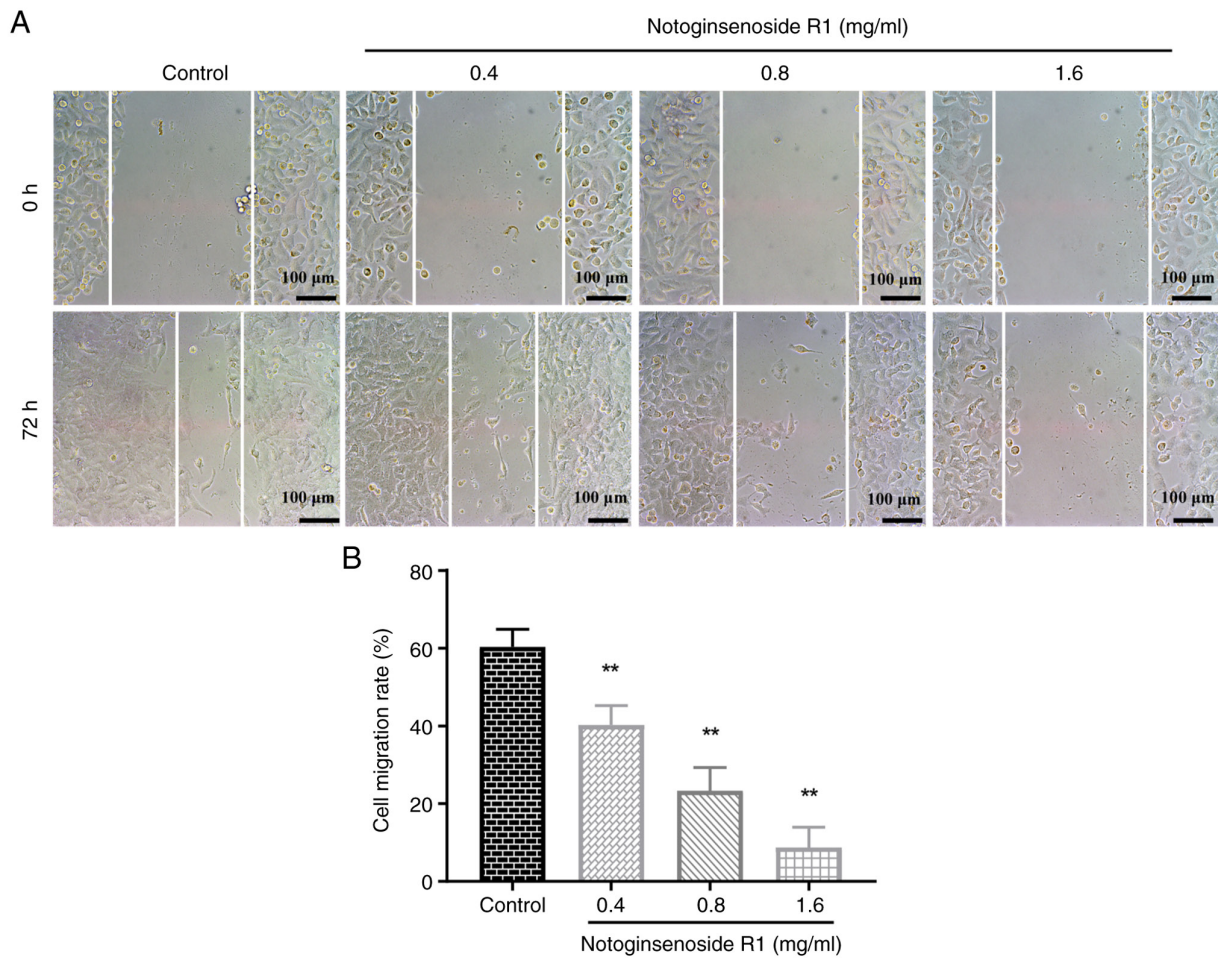 A
Notoginsenoside R1 (mg/ml)
Control 0.4 0.8 1.6
0 h
100 µm 100 µm 100 µm 100 µm
72 h
100 µm 100 µm 100 µm 100 µm
B
Cell migration rate (%)
80
60
40
20
0
**
**
**
Control 0.4 0.8 1.6
Notoginsenoside R1 (mg/ml)